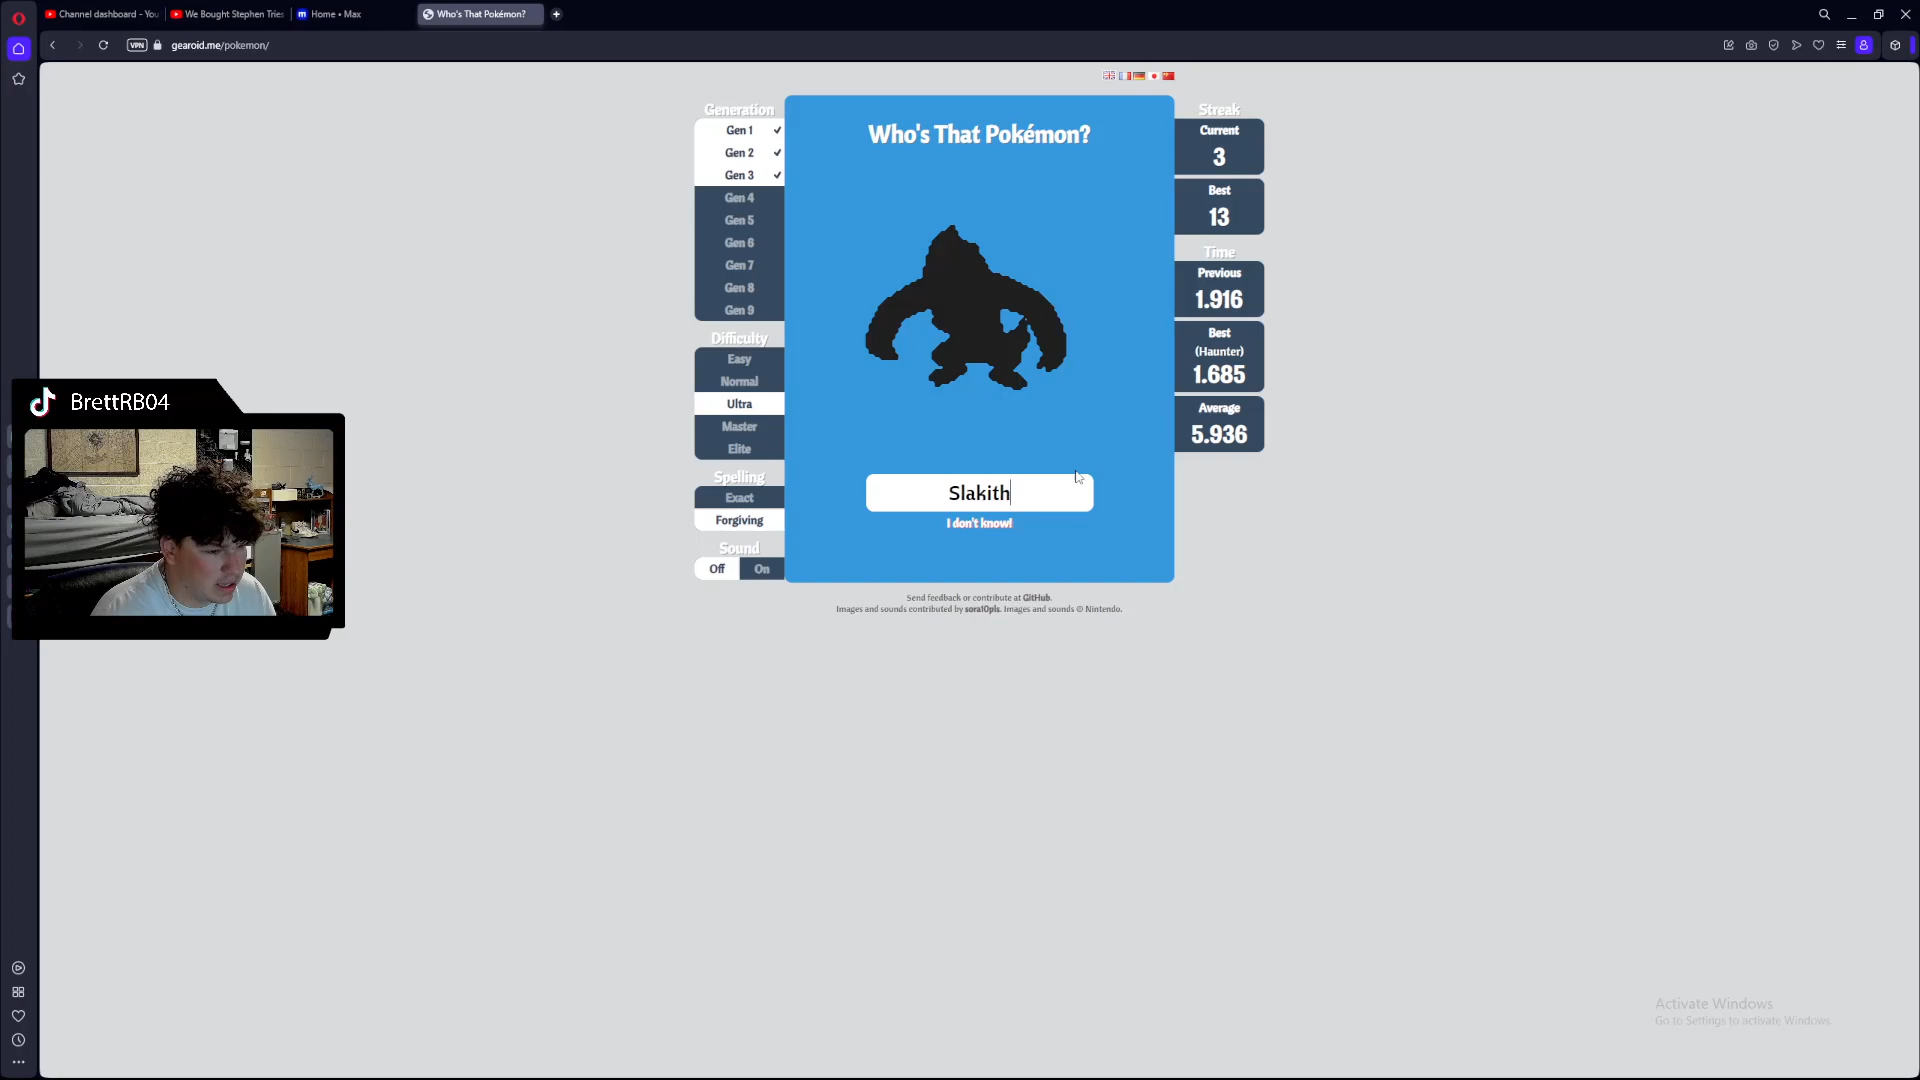 Channel dashboard - You
We Bought Stephen Tries
Home • Max
Who's That Pokémon?
VPN
gearoid.me/pokemon/
Generation
Gen 1
Gen 2
Gen 3
Gen 4
Gen 5
Gen 6
Gen 7
Gen 8
Gen 9
Difficulty
Easy
Normal
Ultra
Master
Elite
Spelling
Exact
Forgiving
Sound
Off On
Who's That Pokémon?
Slakith
I don't know!
Streak
Current
3
Best
13
Time
Previous
1.916
Best
(Haunter)
1.685
Average
5.936
Send feedback or contribute at GitHub.
Images and sounds contributed by sora10pls. Images and sounds © Nintendo.
BrettRB04
Activate Windows
Go to Settings to activate Windows.